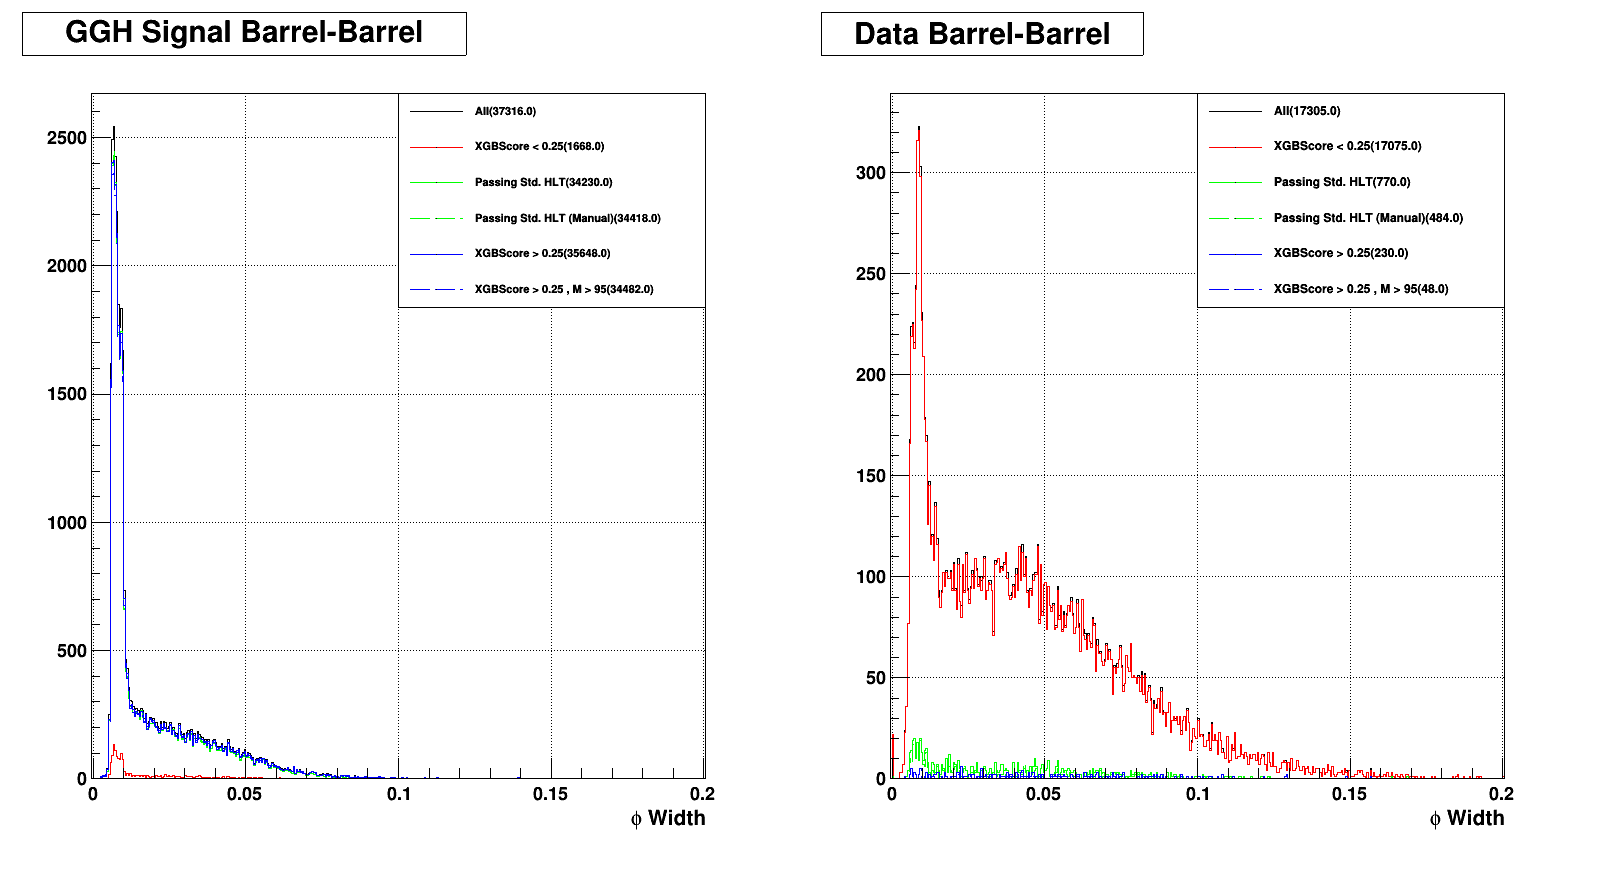 GGH Signal Barrel-Barrel
All(37316.0)
XGBScore < 0.25(1668.0)
Passing Std. HLT(34230.0)
Passing Std. HLT (Manual)(34418.0)
XGBScore > 0.25(35648.0)
XGBScore > 0.25 , M > 95(34482.0)
2500
2000
1500
1000
500
0
0 0.05 0.1 0.15 0.2
ϕ Width
Data Barrel-Barrel
All(17305.0)
XGBScore < 0.25(17075.0)
Passing Std. HLT(770.0)
Passing Std. HLT (Manual)(484.0)
XGBScore > 0.25(230.0)
XGBScore > 0.25 , M > 95(48.0)
300
250
200
150
100
50
0
0 0.05 0.1 0.15 0.2
ϕ Width